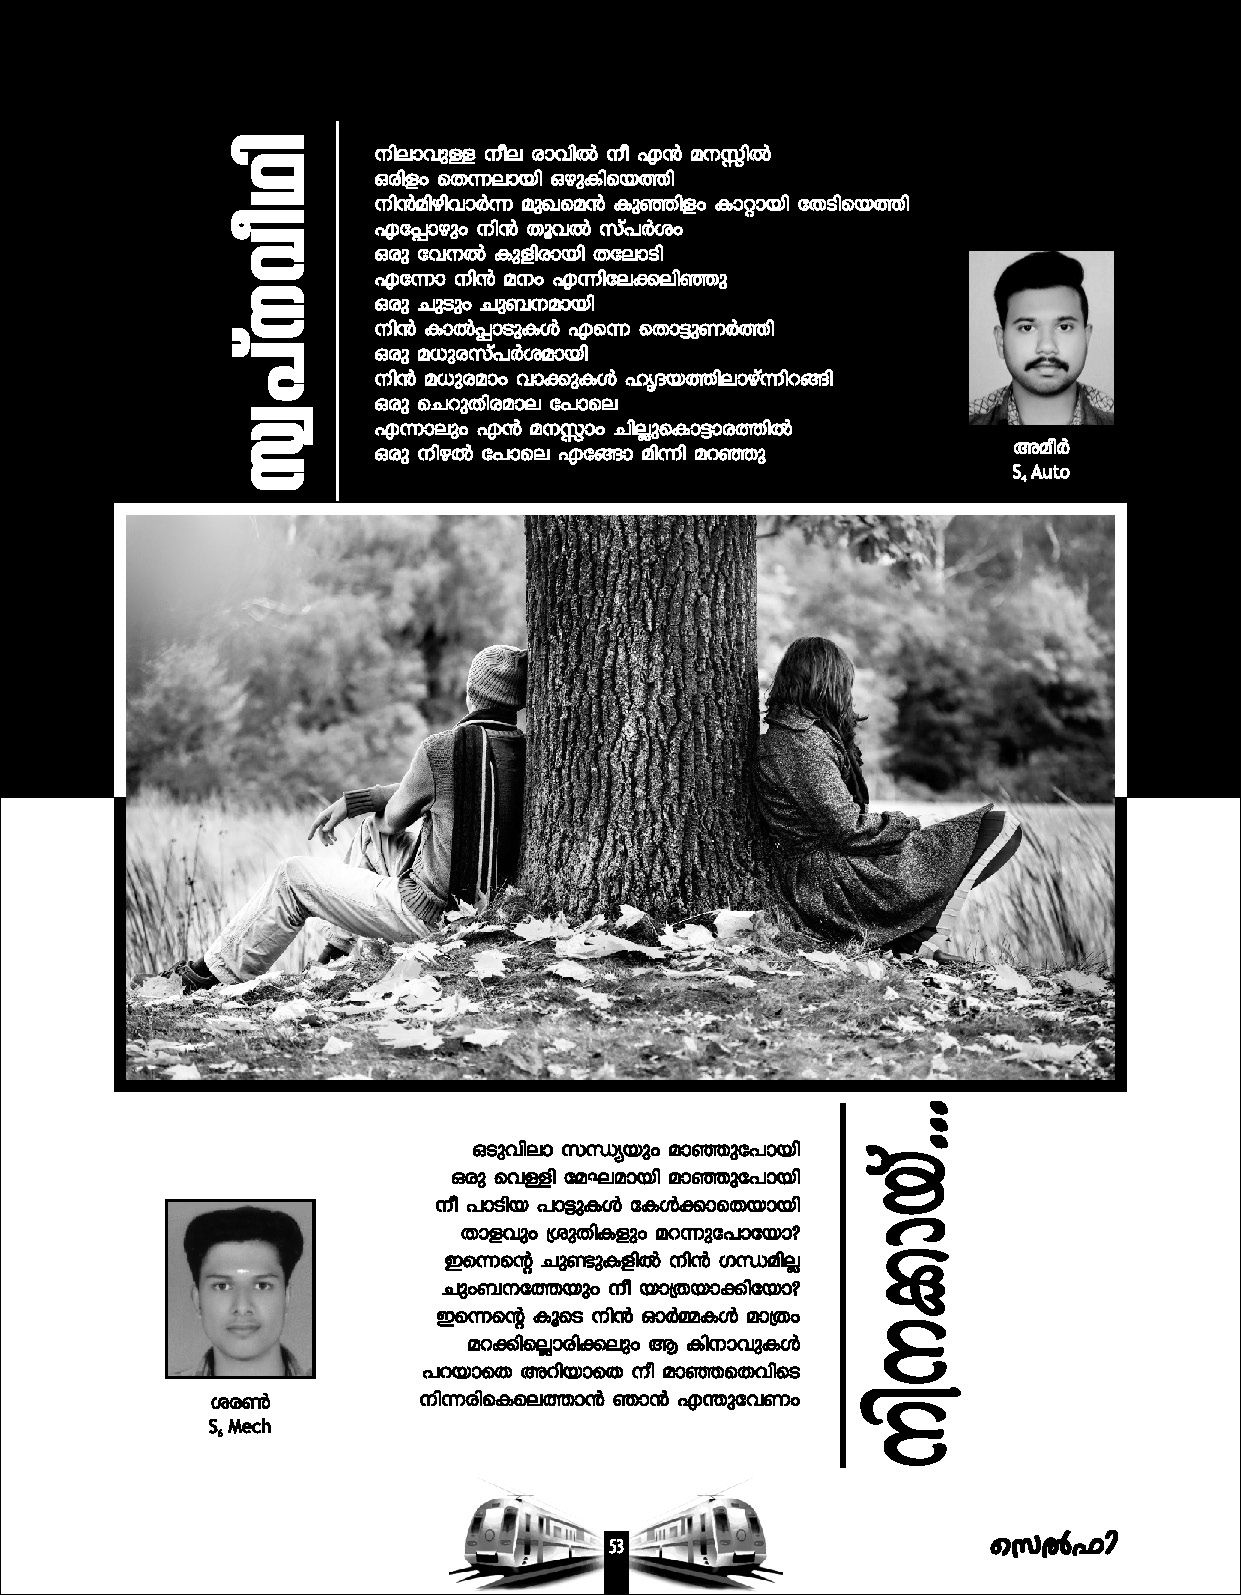 സ്വപ്നവീഥി
നിലാവുള്ള നീല രാവിൽ നീ എൻ മനസ്സിൽ
ഒരിളം തെന്നലായി ഒഴുകിയെത്തി
നിൻമിഴിവാർന്ന മുഖമെൻ കുഞ്ഞിളം കാറ്റായി തേടിയെത്തി
എപ്പോഴും നിൻ തൂവൽ സ്പർശം
ഒരു വേനൽ കുളിരായി തലോടി
എന്നോ നിൻ മനം എന്നിലേക്കലിഞ്ഞു
ഒരു ചുടും ചുബനമായി
നിൻ കാൽപ്പാടുകൾ എന്നെ തൊട്ടുണർത്തി
ഒരു മധുരസ്പർശമായി
നിൻ മധുരമാം വാക്കുകൾ ഹൃദയത്തിലാഴ്ന്നിറങ്ങി
ഒരു ചെറുതിരമാല പോലെ
എന്നാലും എൻ മനസ്സാം ചില്ലുകൊട്ടാരത്തിൽ
ഒരു നിഴൽ പോലെ എങ്ങോ മിന്നി മറഞ്ഞു
അമീർ
S4 Auto
നിനക്കായ്...
ഒടുവിലാ സന്ധ്യയും മാഞ്ഞുപോയി
ഒരു വെള്ളി മേഘമായി മാഞ്ഞുപോയി
നീ പാടിയ പാട്ടുകൾ കേൾക്കാതെയായി
താളവും ശ്രുതികളും മറന്നുപോയോ?
ഇന്നെന്റെ ചുണ്ടുകളിൽ നിൻ ഗന്ധമില്ല
ചുംബനത്തേയും നീ യാത്രയാക്കിയോ?
ഇന്നെന്റെ കൂടെ നിൻ ഓർമ്മകൾ മാത്രം
മറക്കില്ലൊരിക്കലും ആ കിനാവുകൾ
പറയാതെ അറിയാതെ നീ മാഞ്ഞതെവിടെ
നിന്നരികെലെത്താൻ ഞാൻ എന്തുവേണം
ശരൺ
S6 Mech
53
സെൽഫി